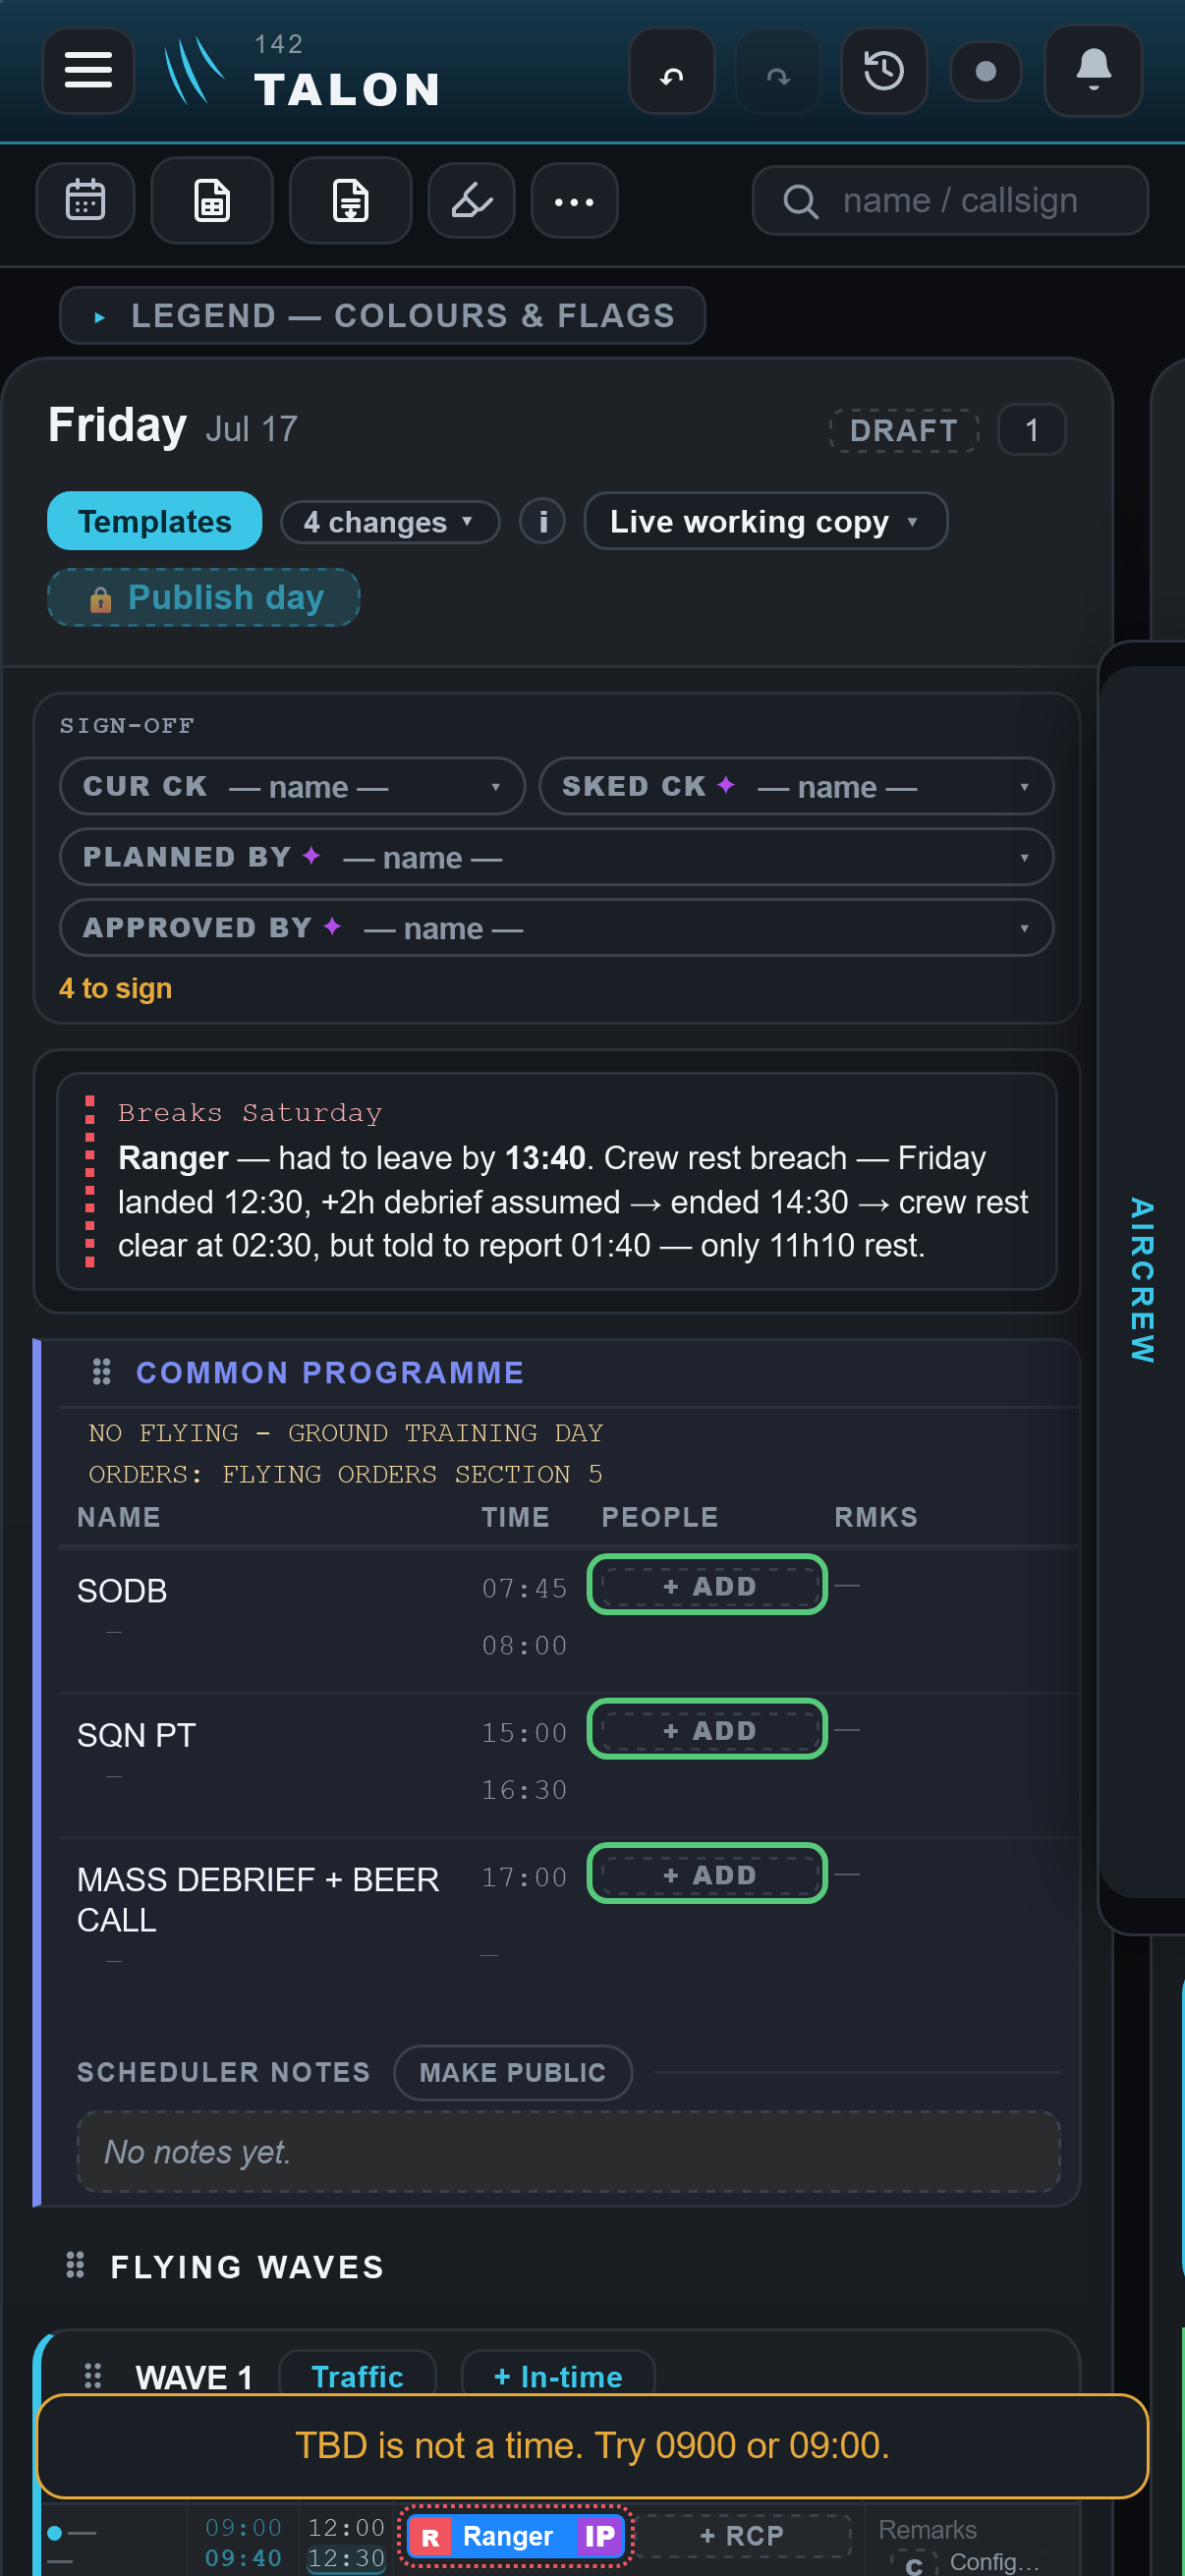 142
TALON
name / callsign
▸ LEGEND — COLOURS & FLAGS
Friday Jul 17 DRAFT 1
Templates 4 changes ▾ i Live working copy ▾
🔒 Publish day
SIGN-OFF
CUR CK — name — ▾ SKED CK ✦ — name — ▾
PLANNED BY ✦ — name — ▾
APPROVED BY ✦ — name — ▾
4 to sign
Breaks Saturday
Ranger — had to leave by 13:40. Crew rest breach — Friday
landed 12:30, +2h debrief assumed → ended 14:30 → crew rest
clear at 02:30, but told to report 01:40 — only 11h10 rest.
AIRCREW
COMMON PROGRAMME
NO FLYING - GROUND TRAINING DAY
ORDERS: FLYING ORDERS SECTION 5
NAME TIME PEOPLE RMKS
SODB 07:45 + ADD —
— 08:00
SQN PT 15:00 + ADD —
— 16:30
MASS DEBRIEF + BEER 17:00 + ADD —
CALL
— —
SCHEDULER NOTES MAKE PUBLIC
No notes yet.
FLYING WAVES
WAVE 1 Traffic + In-time
TBD is not a time. Try 0900 or 09:00.
— 09:00 12:00 R Ranger IP + RCP Remarks
— 09:40 12:30 C Config...